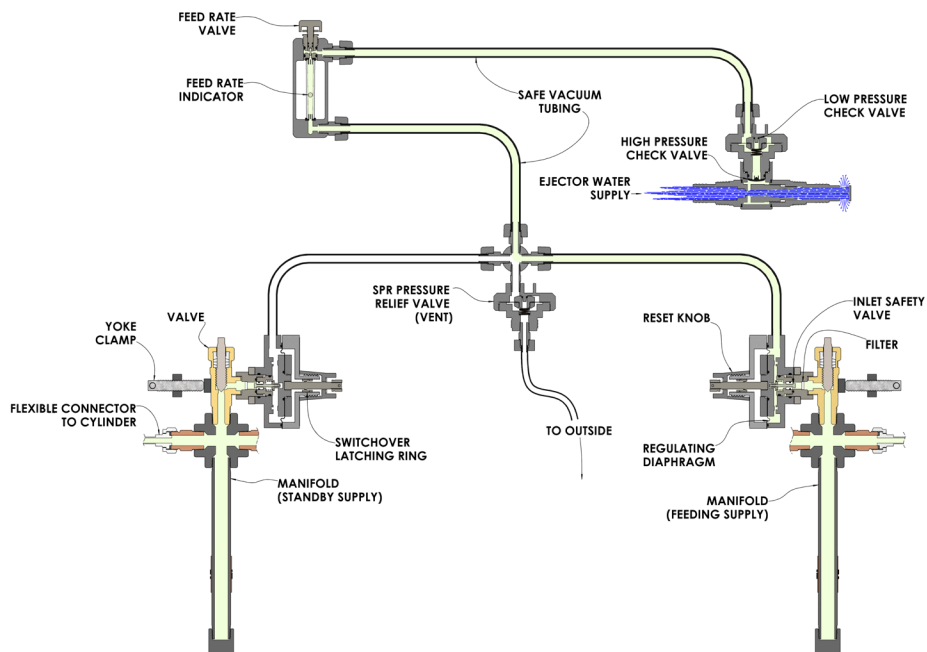 FEED RATE
VALVE
FEED RATE
INDICATOR
SAFE VACUUM
TUBING
LOW PRESSURE
CHECK VALVE
HIGH PRESSURE
CHECK VALVE
EJECTOR WATER
SUPPLY
SPR PRESSURE
RELIEF VALVE
(VENT)
RESET KNOB
INLET SAFETY
VALVE
FILTER
YOKE
CLAMP
VALVE
FLEXIBLE CONNECTOR
TO CYLINDER
SWITCHOVER
LATCHING RING
TO OUTSIDE
REGULATING
DIAPHRAGM
MANIFOLD
(STANDBY SUPPLY)
MANIFOLD
(FEEDING SUPPLY)